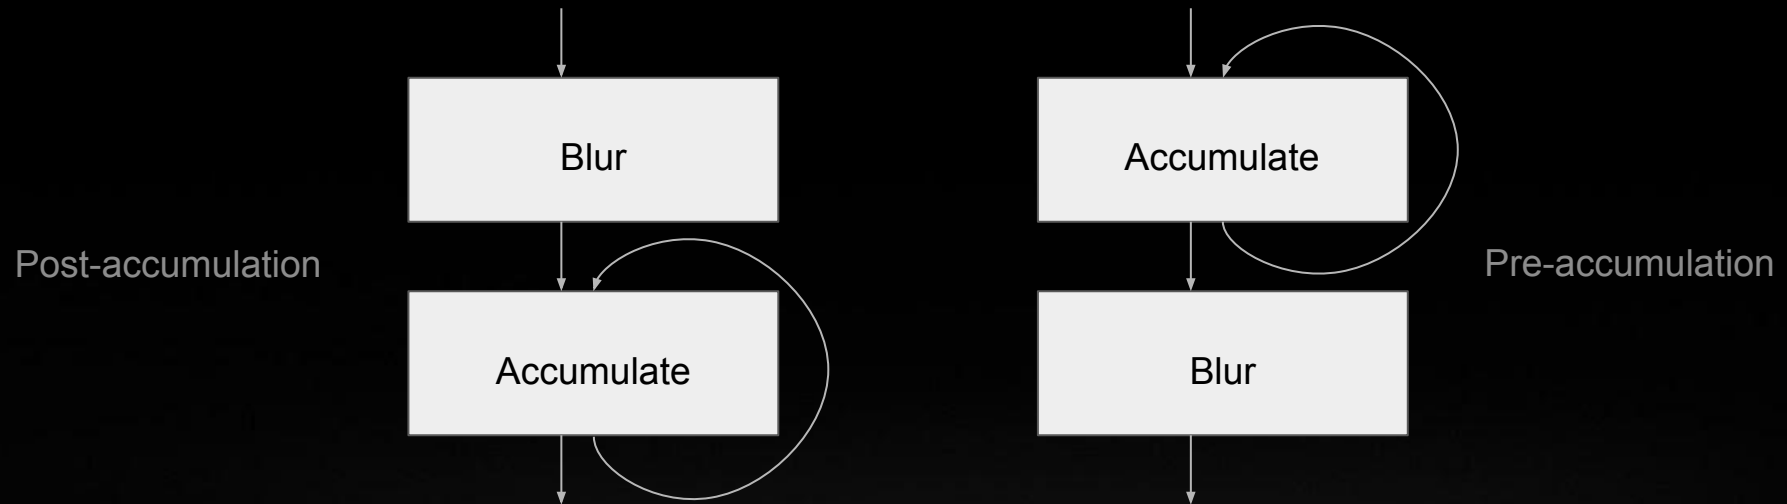 Blur
Accumulate
Post-accumulation
Pre-accumulation
Accumulate
Blur